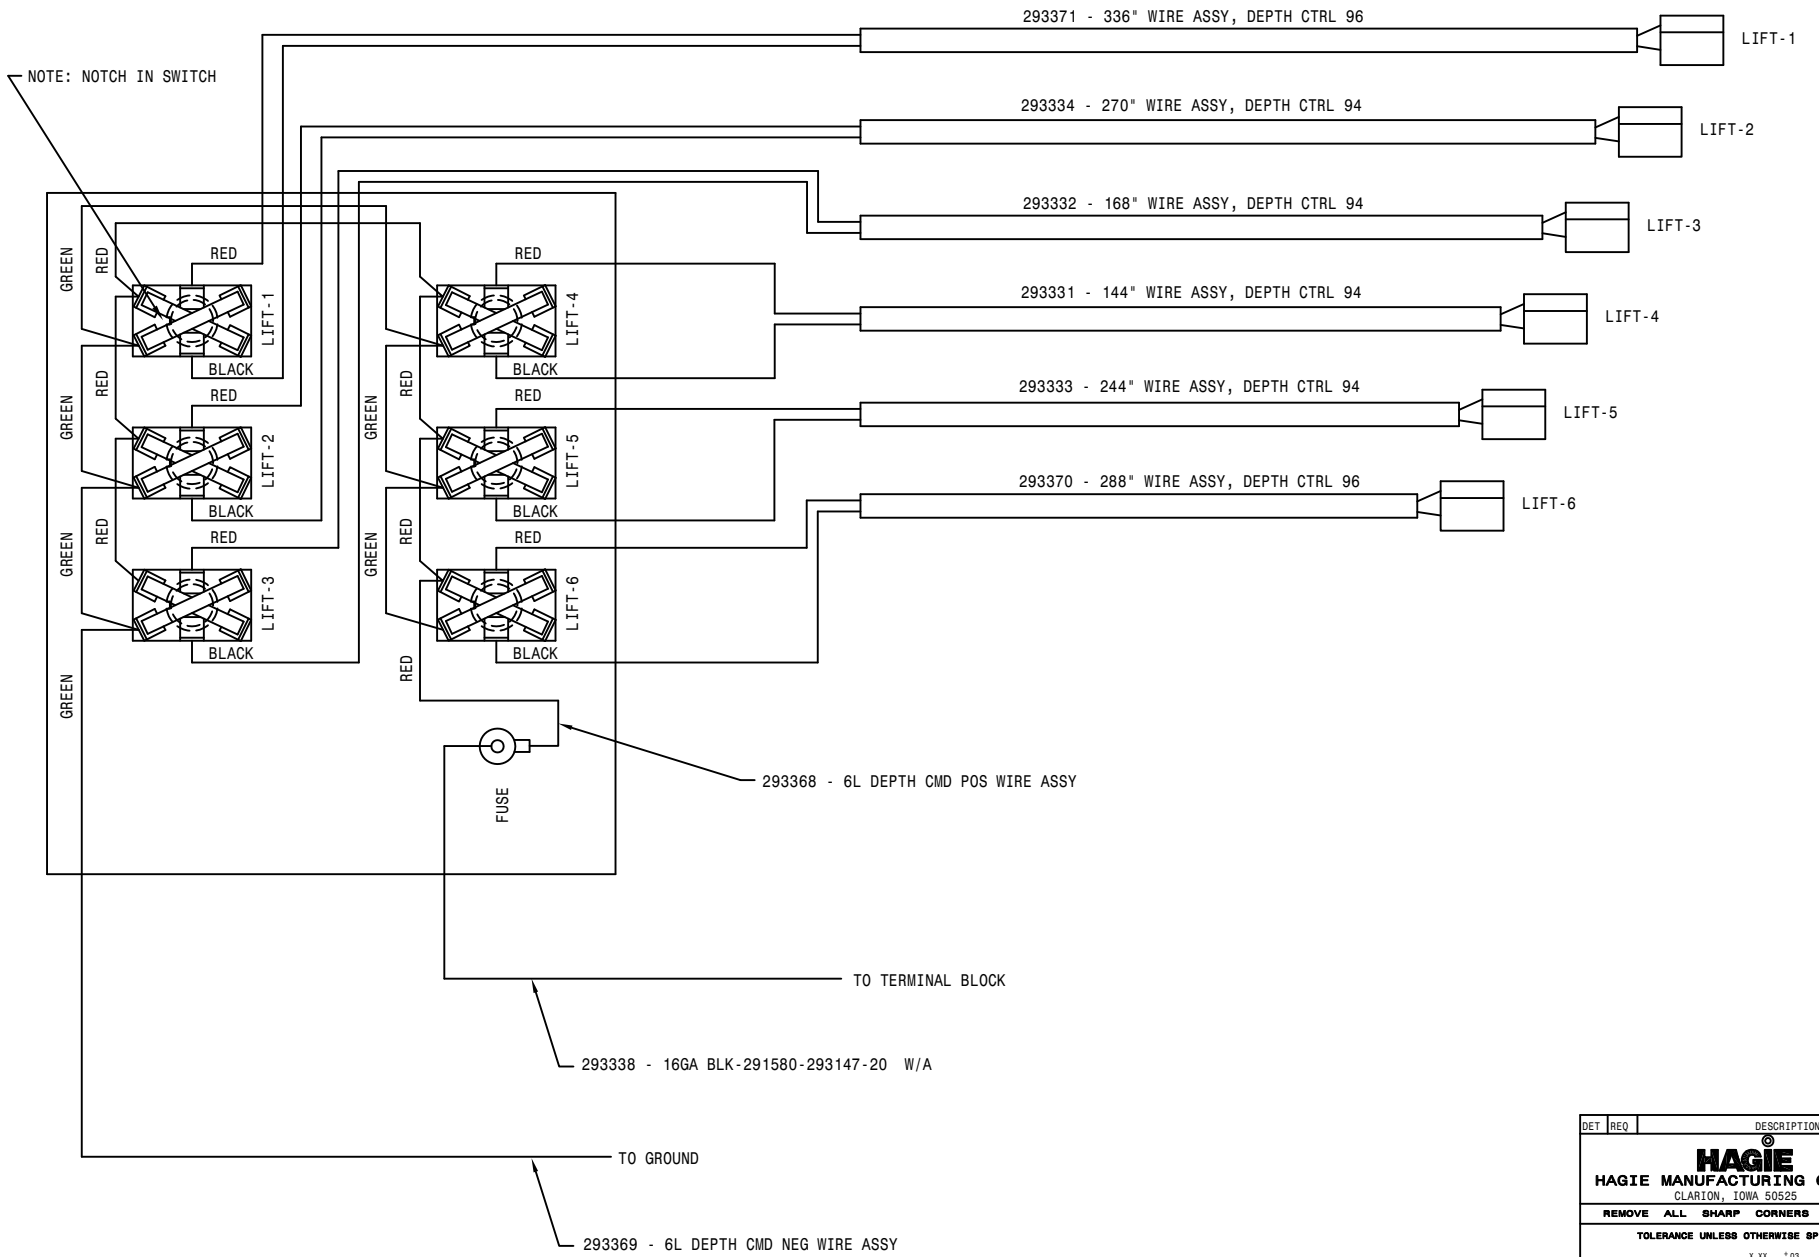 293371 - 336" WIRE ASSY, DEPTH CTRL 96
LIFT-1
NOTE: NOTCH IN SWITCH
293334 - 270" WIRE ASSY, DEPTH CTRL 94
LIFT-2
293332 - 168" WIRE ASSY, DEPTH CTRL 94
LIFT-3
GREEN
RED
RED
LIFT-1
BLACK
RED
LIFT-4
BLACK
293331 - 144" WIRE ASSY, DEPTH CTRL 94
LIFT-4
GREEN
RED
RED
LIFT-2
BLACK
GREEN
RED
RED
LIFT-5
BLACK
293333 - 244" WIRE ASSY, DEPTH CTRL 94
LIFT-5
293370 - 288" WIRE ASSY, DEPTH CTRL 96
LIFT-6
GREEN
RED
RED
LIFT-3
BLACK
GREEN
RED
RED
LIFT-6
BLACK
GREEN
RED
FUSE
293368 - 6L DEPTH CMD POS WIRE ASSY
TO TERMINAL BLOCK
293338 - 16GA BLK-291580-293147-20 W/A
TO GROUND
293369 - 6L DEPTH CMD NEG WIRE ASSY
DET REQ DESCRIPTION
HAGIE
HAGIE MANUFACTURING
CLARION, IOWA 50525
REMOVE ALL SHARP CORNERS
TOLERANCE UNLESS OTHERWISE SP